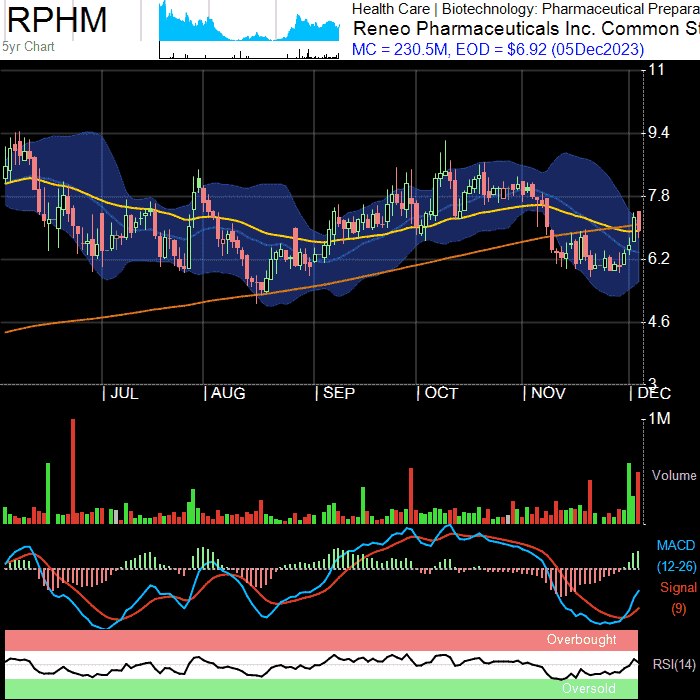 RPHM
5yr Chart
Health Care | Biotechnology: Pharmaceutical Prepara
Reneo Pharmaceuticals Inc. Common St
MC = 230.5M, EOD = $6.92 (05Dec2023)
11
9.4
7.8
6.2
4.6
3
JUL AUG SEP OCT NOV DEC
1M
Volume
MACD
(12-26)
Signal
(9)
Overbought
RSI(14)
Oversold